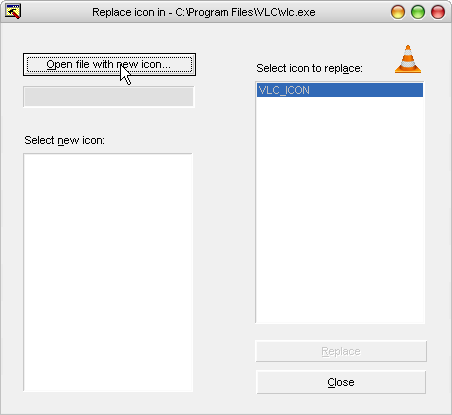 Replace icon in - C:\Program Files\VLC\vlc.exe
Open file with new icon...
Select new icon:
Select icon to replace:
VLC_ICON
Replace
Close